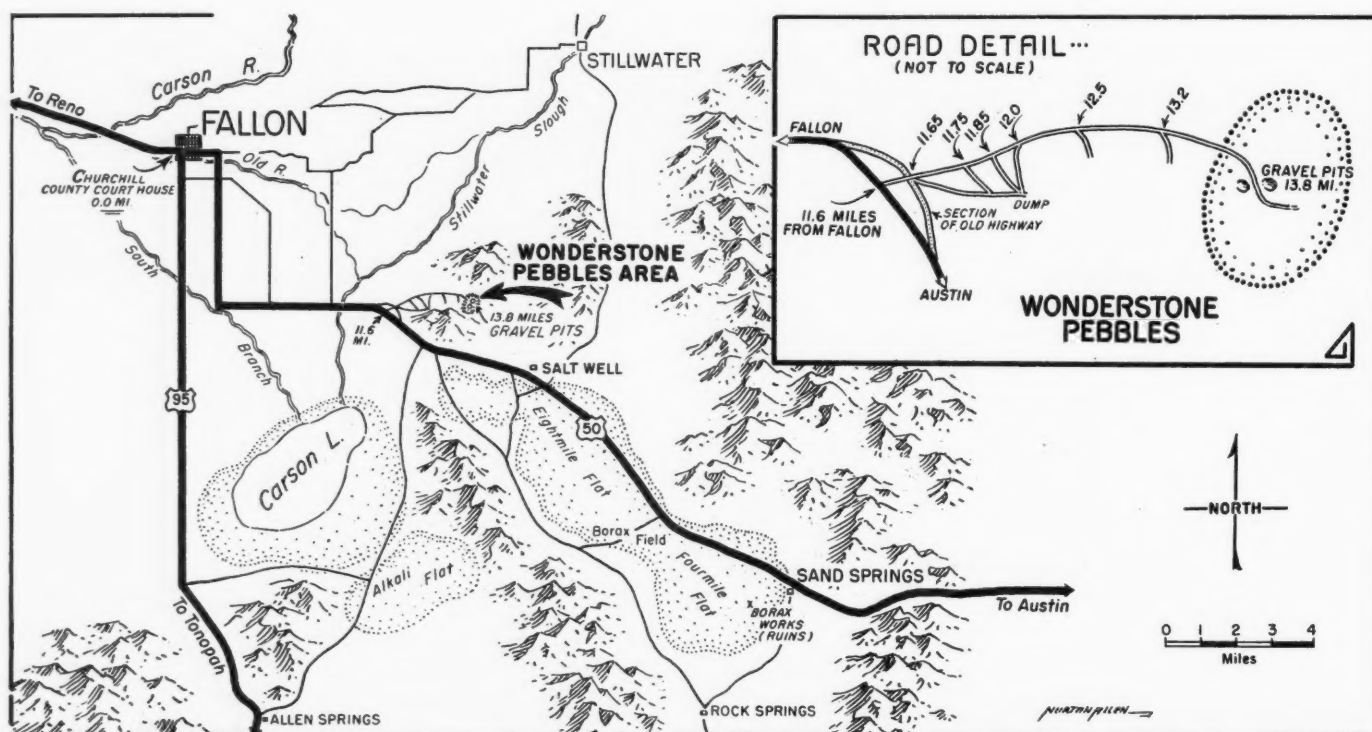 To Reno
Carson R.
FALLON
CHURCHILL
COUNTY COURT HOUSE
0.0 MI.
Old R.
STILLWATER
Stillwater Slough
South Branch
WONDERSTONE
PEBBLES AREA
13.8 MILES
GRAVEL PITS
11.6
MI.
SALT WELL
95
50
Carson L.
Eightmile Flat
Borax
Field
Fourmile Flat
Alkali Flat
SAND SPRINGS
x
BORAX
WORKS
(RUINS)
To Austin
To Tonopah
ALLEN SPRINGS
ROCK SPRINGS
ROAD DETAIL...
(NOT TO SCALE)
FALLON
11.65
11.75
11.85
12.0
12.5
13.2
GRAVEL PITS
13.8 MI.
DUMP
SECTION
OF OLD HIGHWAY
11.6 MILES
FROM FALLON
AUSTIN
WONDERSTONE
PEBBLES
NORTH
0 1 2 3 4
Miles
NORTON ALLEN